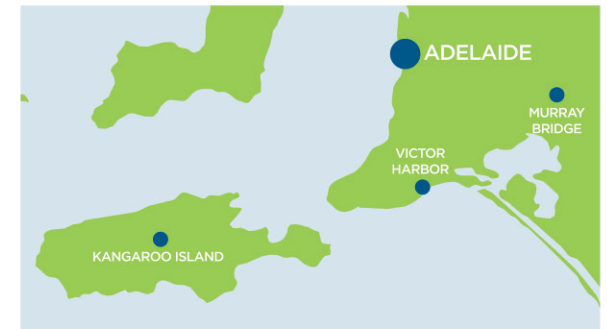 ADELAIDE
MURRAY
BRIDGE
VICTOR
HARBOR
KANGAROO ISLAND